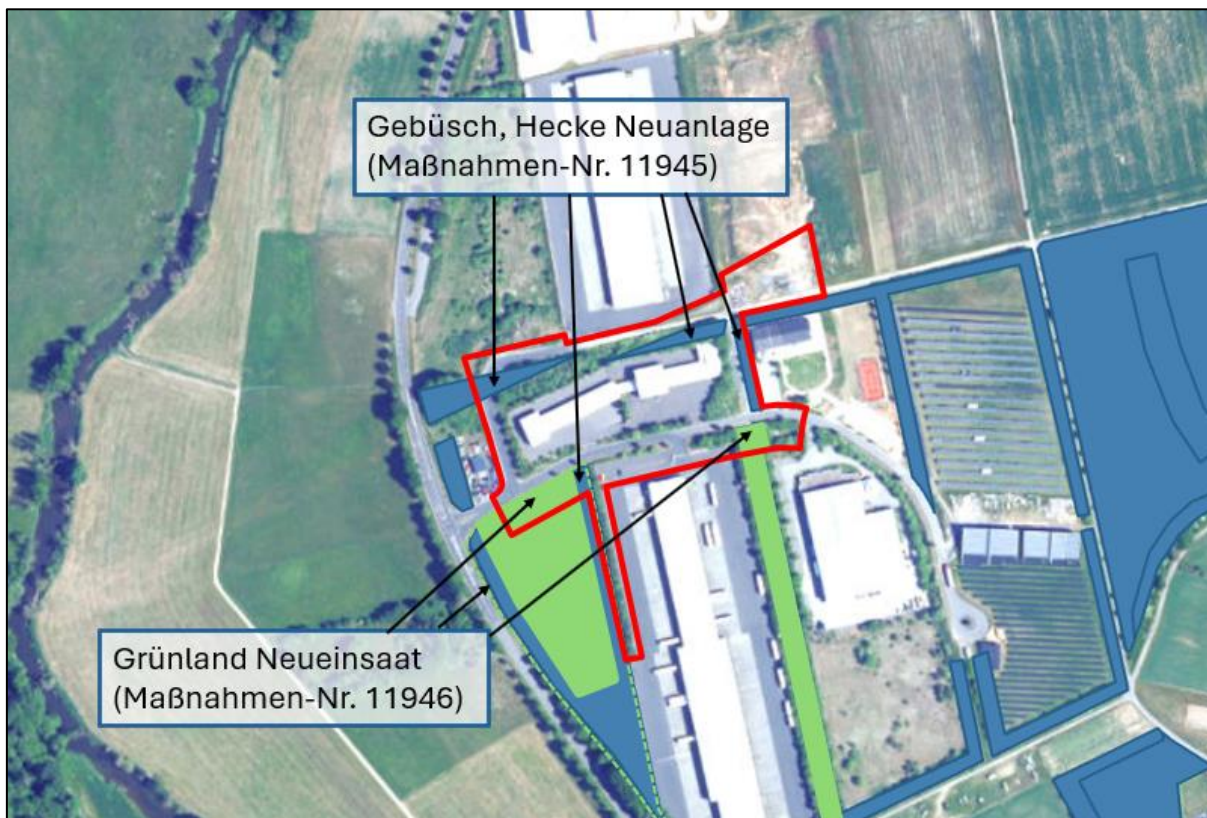 Gebüsch, Hecke Neuanlage
(Maßnahmen-Nr. 11945)
Grünland Neueinsaat
(Maßnahmen-Nr. 11946)